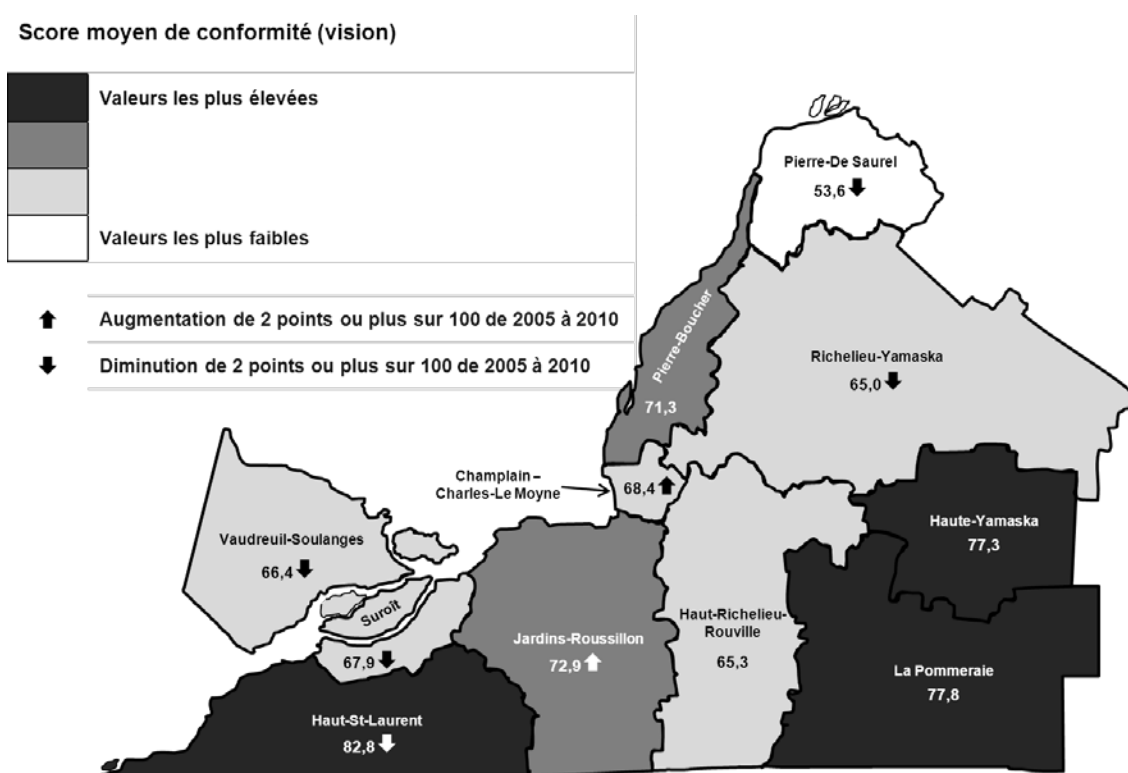 Score moyen de conformité (vision)
Valeurs les plus élevées
Valeurs les plus faibles
Augmentation de 2 points ou plus sur 100 de 2005 à 2010
Diminution de 2 points ou plus sur 100 de 2005 à 2010
Pierre-De Saurel
53,6
Pierre-Boucher
71,3
Richelieu-Yamaska
65,0
Champlain –
Charles-Le Moyne
68,4
Haute-Yamaska
77,3
Vaudreuil-Soulanges
66,4
Suroît
67,9
Jardins-Roussillon
72,9
Haut-Richelieu-
Rouville
65,3
La Pommeraie
77,8
Haut-St-Laurent
82,8